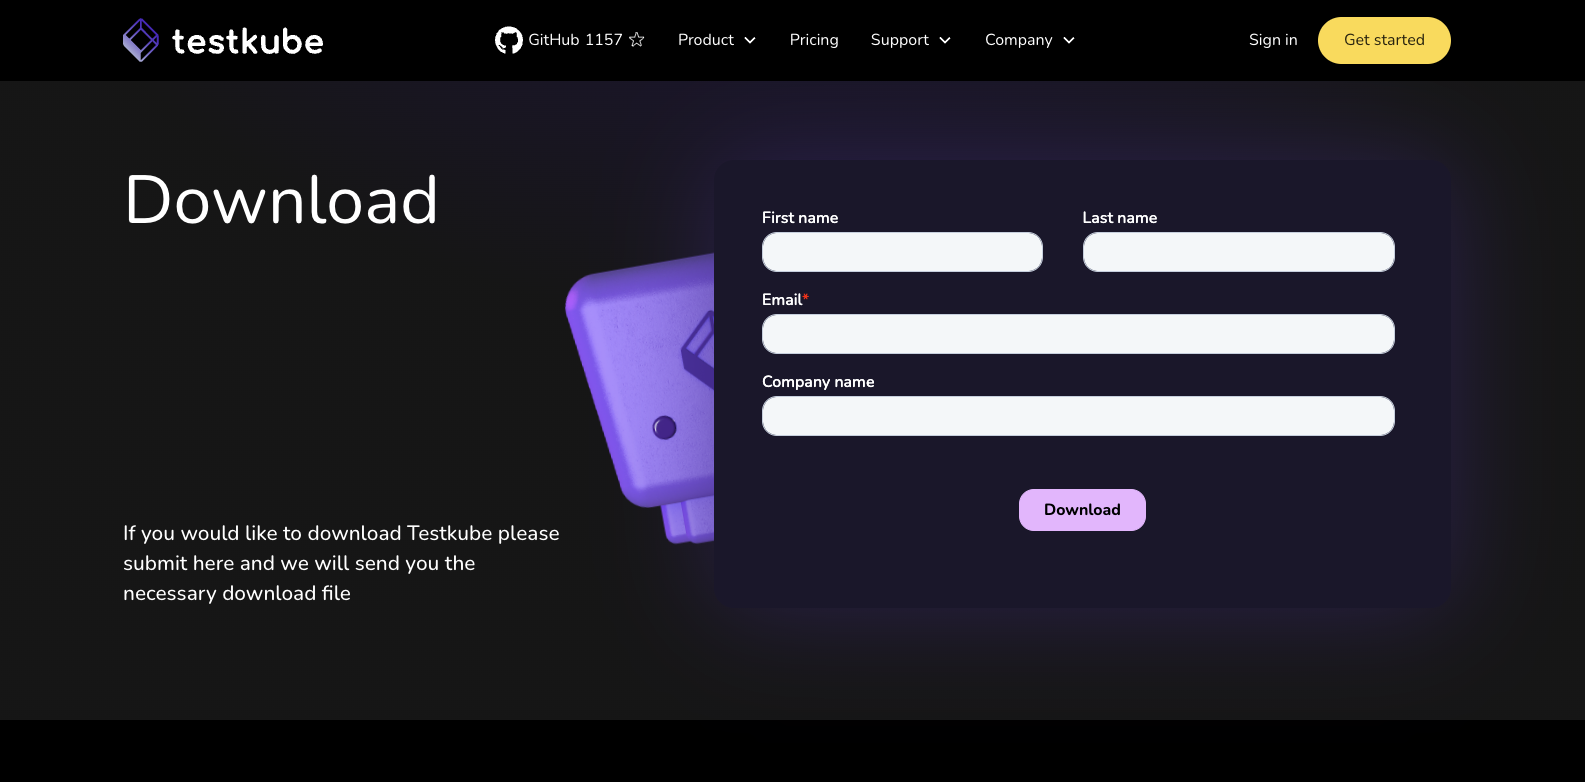 testkube
GitHub 1157
Product
Pricing
Support
Company
Sign in
Get started
Download
First name
Last name
Email*
Company name
Download
If you would like to download Testkube please
submit here and we will send you the
necessary download file